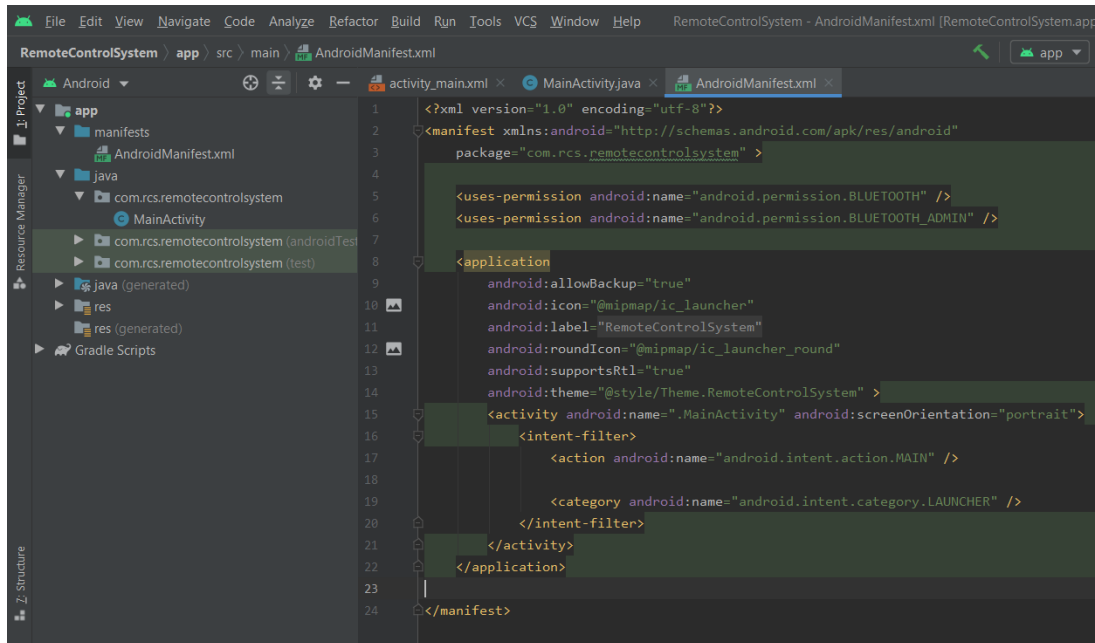 File Edit View Navigate Code Analyze Refactor Build Run Tools VCS Window Help RemoteControlSystem - AndroidManifest.xml [RemoteControlSystem.app
RemoteControlSystem app src main AndroidManifest.xml app
1: Project
Resource Manager
Z: Structure
Android
app
manifests
AndroidManifest.xml
java
com.rcs.remotecontrolsystem
MainActivity
com.rcs.remotecontrolsystem (androidTest
com.rcs.remotecontrolsystem (test)
java (generated)
res
res (generated)
Gradle Scripts
activity_main.xml MainActivity.java AndroidManifest.xml
1 <?xml version="1.0" encoding="utf-8"?>
2 <manifest xmlns:android="http://schemas.android.com/apk/res/android"
3 package="com.rcs.remotecontrolsystem" >
4
5 <uses-permission android:name="android.permission.BLUETOOTH" />
6 <uses-permission android:name="android.permission.BLUETOOTH_ADMIN" />
7
8 <application
9 android:allowBackup="true"
10 android:icon="@mipmap/ic_launcher"
11 android:label="RemoteControlSystem"
12 android:roundIcon="@mipmap/ic_launcher_round"
13 android:supportsRtl="true"
14 android:theme="@style/Theme.RemoteControlSystem" >
15 <activity android:name=".MainActivity" android:screenOrientation="portrait">
16 <intent-filter>
17 <action android:name="android.intent.action.MAIN" />
18
19 <category android:name="android.intent.category.LAUNCHER" />
20 </intent-filter>
21 </activity>
22 </application>
23
24 </manifest>